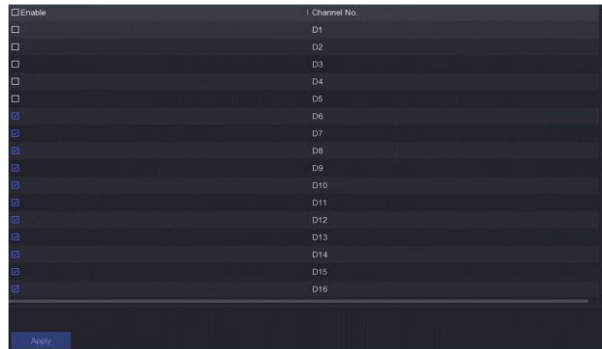 Enable Channel No.
D1
D2
D3
D4
D5
D6
D7
D8
D9
D10
D11
D12
D13
D14
D15
D16
Apply